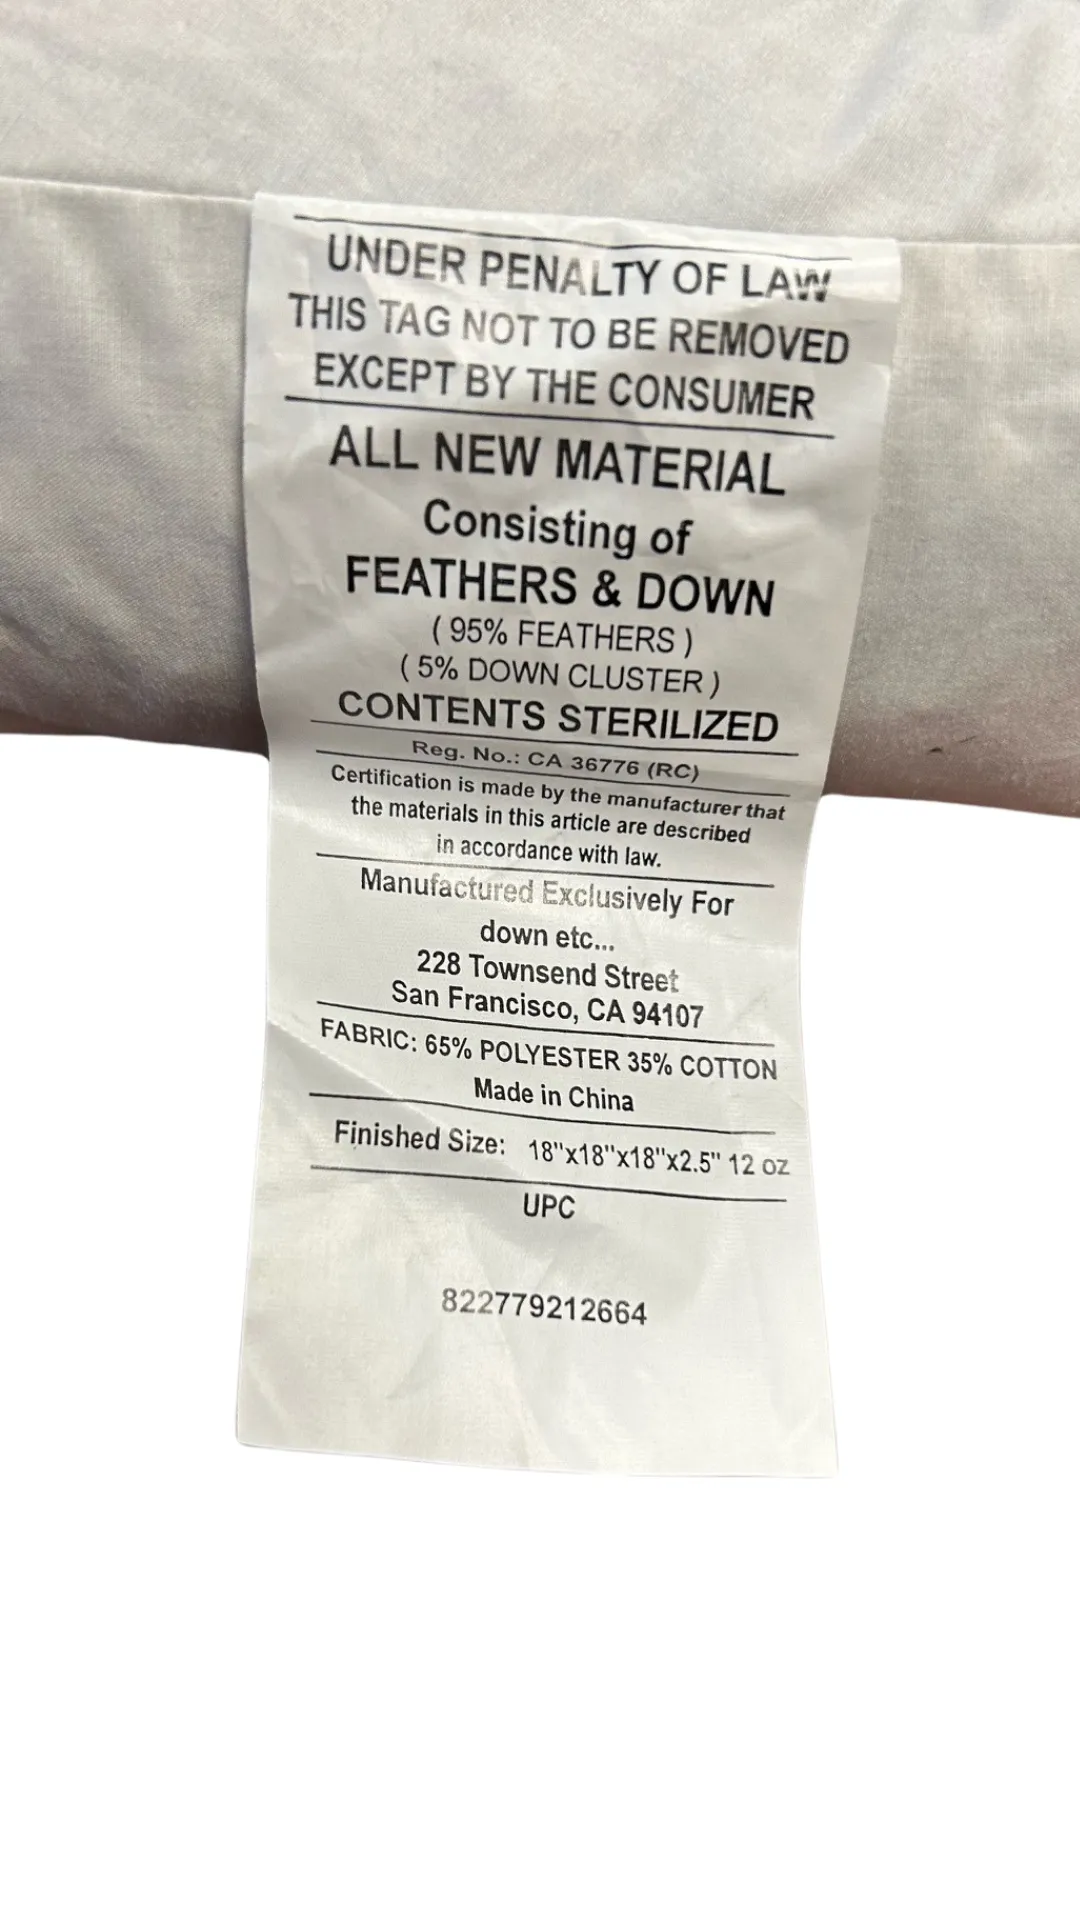 UNDER PENALTY OF LAW
THIS TAG NOT TO BE REMOVED
EXCEPT BY THE CONSUMER
ALL NEW MATERIAL
Consisting of
FEATHERS & DOWN
( 95% FEATHERS )
( 5% DOWN CLUSTER )
CONTENTS STERILIZED
Reg. No.: CA 36776 (RC)
Certification is made by the manufacturer that
the materials in this article are described
in accordance with law.
Manufactured Exclusively For
down etc...
228 Townsend Street
San Francisco, CA 94107
FABRIC: 65% POLYESTER 35% COTTON
Made in China
Finished Size: 18"x18"x18"x2.5" 12 oz
UPC
822779212664